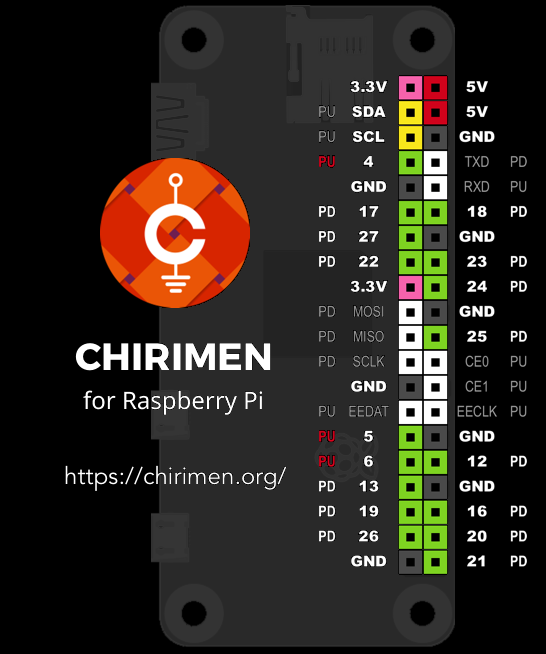 3.3V 5V
PU SDA 5V
PU SCL GND
PU 4 TXD PD
GND RXD PU
PD 17 18 PD
PD 27 GND
PD 22 23 PD
3.3V 24 PD
PD MOSI GND
PD MISO 25 PD
PD SCLK CE0 PU
GND CE1 PU
PU EEDAT EECLK PU
PU 5 GND
PU 6 12 PD
PD 13 GND
PD 19 16 PD
PD 26 20 PD
GND 21 PD
C
CHIRIMEN
for Raspberry Pi
https://chirimen.org/